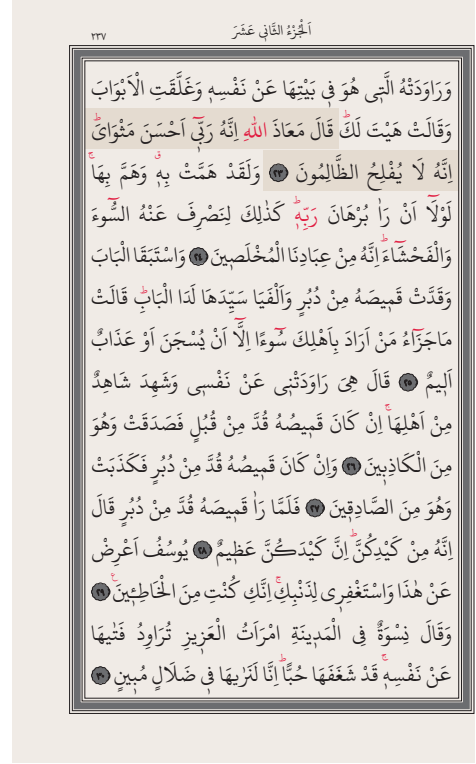 اَلْجُزْءُ الثَّانِي عَشَرَ
٢٣٧
وَرَاوَدَتْهُ الَّتِي هُوَ فِي بَيْتِهَا عَنْ نَفْسِهٖ وَغَلَّقَتِ الْاَبْوَابَ
وَقَالَتْ هَيْتَ لَكَۜ قَالَ مَعَاذَ اللّٰهِ اِنَّهُ رَبّٖٓي اَحْسَنَ مَثْوَايَۜ
اِنَّهُ لَا يُفْلِحُ الظَّالِمُونَ ﴿٢٣﴾ وَلَقَدْ هَمَّتْ بِهٖۗ وَهَمَّ بِهَاۚ
لَوْلَٓا اَنْ رَاٰ بُرْهَانَ رَبِّهٖۜ كَذٰلِكَ لِنَصْرِفَ عَنْهُ السُّٓوءَ
وَالْفَحْشَٓاءَۜ اِنَّهُ مِنْ عِبَادِنَا الْمُخْلَصٖينَ ﴿٢٤﴾ وَاسْتَبَقَا الْبَابَ
وَقَدَّتْ قَمٖيصَهُ مِنْ دُبُرٍ وَاَلْفَيَا سَيِّدَهَا لَدَا الْبَابِۜ قَالَتْ
مَاجَزَٓاءُ مَنْ اَرَادَ بِاَهْلِكَ سُٓوءًا اِلَّٓا اَنْ يُسْجَنَ اَوْ عَذَابٌ
اَلٖيمٌ ﴿٢٥﴾ قَالَ هِيَ رَاوَدَتْنٖي عَنْ نَفْسٖي وَشَهِدَ شَاهِدٌ
مِنْ اَهْلِهَاۚ اِنْ كَانَ قَمٖيصُهُ قُدَّ مِنْ قُبُلٍ فَصَدَقَتْ وَهُوَ
مِنَ الْكَاذِبٖينَ ﴿٢٦﴾ وَاِنْ كَانَ قَمٖيصُهُ قُدَّ مِنْ دُبُرٍ فَكَذَبَتْ
وَهُوَ مِنَ الصَّادِقٖينَ ﴿٢٧﴾ فَلَمَّا رَاٰ قَمٖيصَهُ قُدَّ مِنْ دُبُرٍ قَالَ
اِنَّهُ مِنْ كَيْدِكُنَّۜ اِنَّ كَيْدَكُنَّ عَظٖيمٌ ﴿٢٨﴾ يُوسُفُ اَعْرِضْ
عَنْ هٰذَا وَاسْتَغْفِرٖي لِذَنْبِكِۚ اِنَّكِ كُنْتِ مِنَ الْخَاطِـٖٔينَࣖ ﴿٢٩﴾
وَقَالَ نِسْوَةٌ فِي الْمَدٖينَةِ امْرَاَتُ الْعَزٖيزِ تُرَاوِدُ فَتٰيهَا
عَنْ نَفْسِهٖۚ قَدْ شَغَفَهَا حُبًّاۜ اِنَّا لَنَرٰيهَا فٖي ضَلَالٍ مُبٖينٍ ﴿٣٠﴾